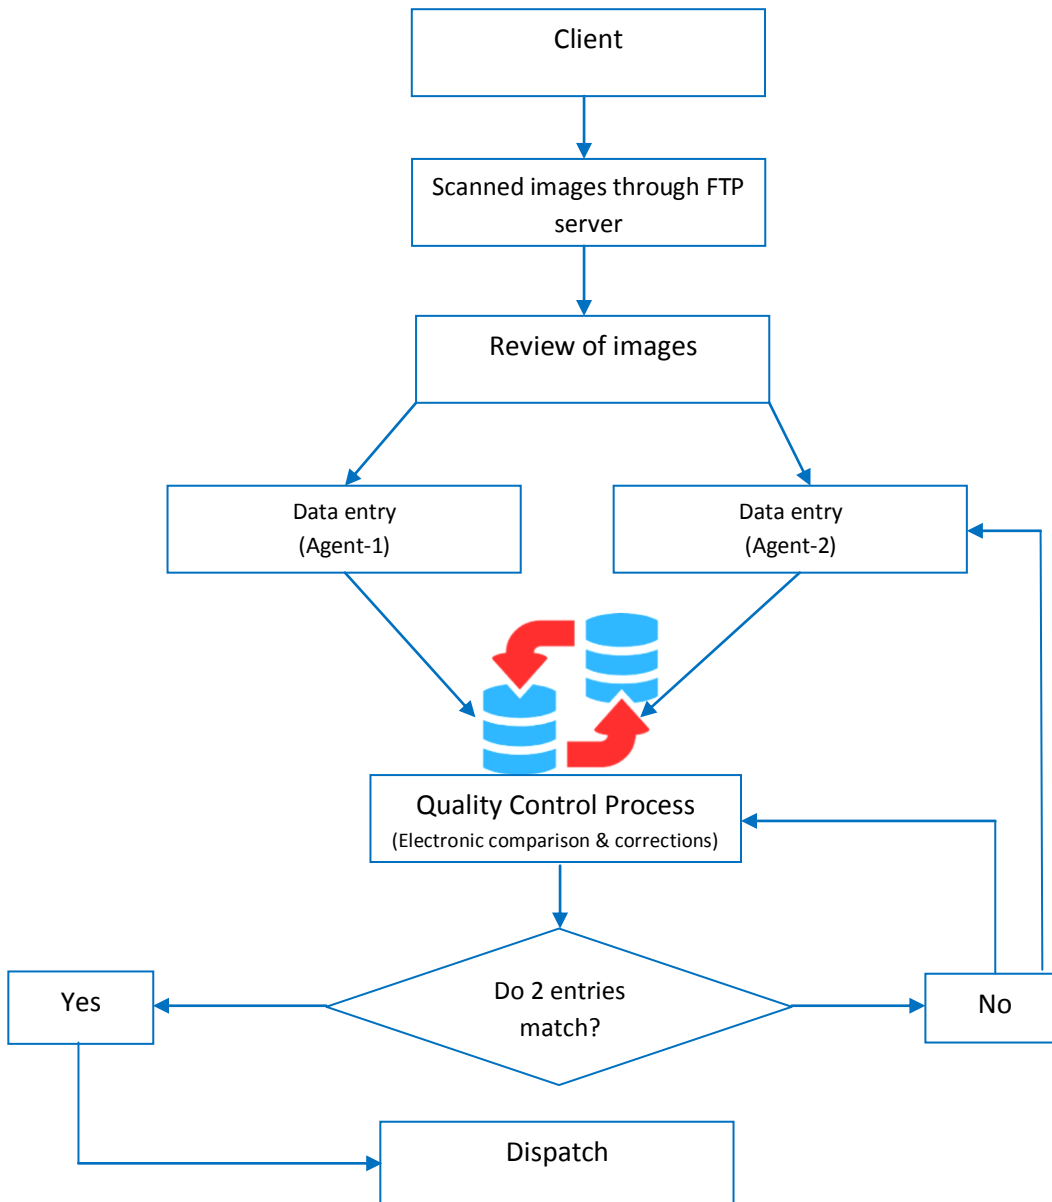 Client
Scanned images through FTP
server
Review of images
Data entry
(Agent-1)
Data entry
(Agent-2)
Quality Control Process
(Electronic comparison & corrections)
Do 2 entries
match?
Yes
No
Dispatch